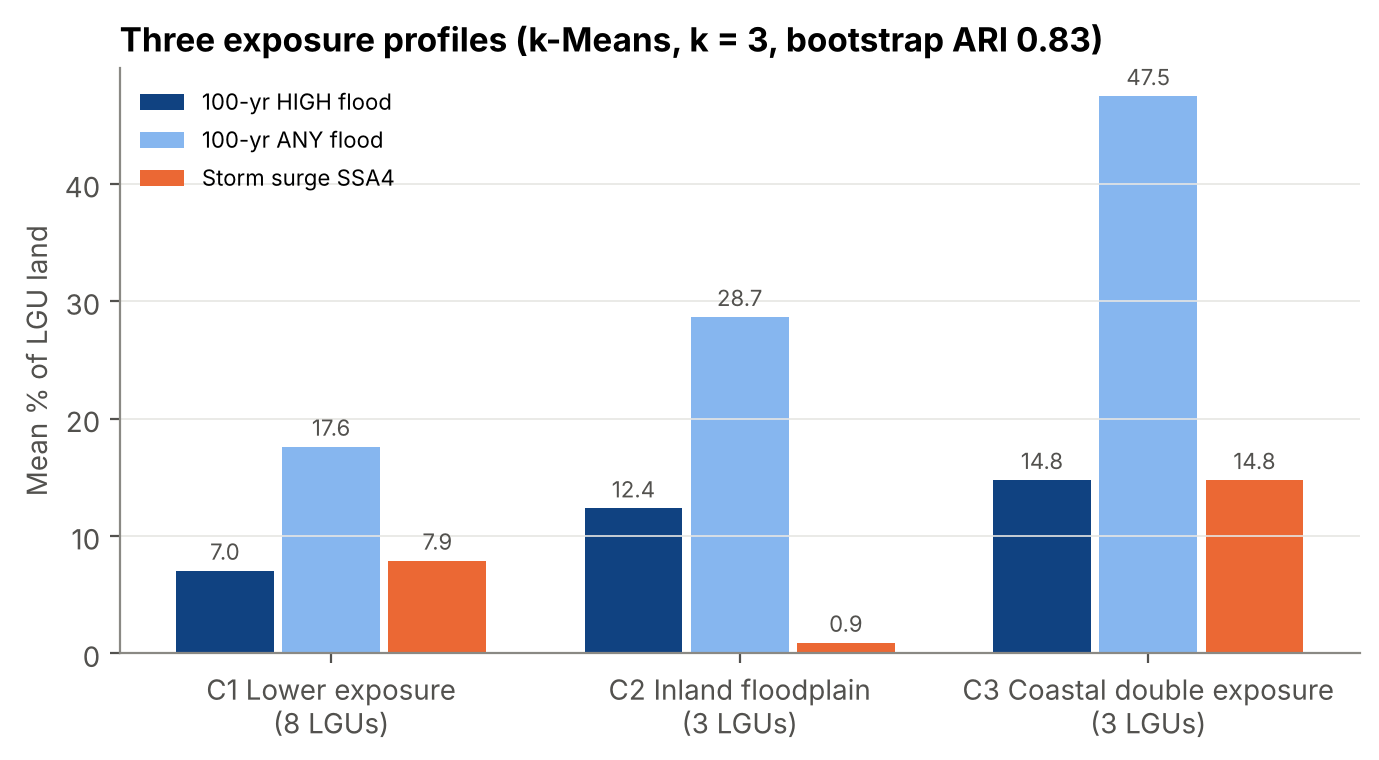 Three exposure profiles (k-Means, k = 3, bootstrap ARI 0.83)
100-yr HIGH flood
100-yr ANY flood
Storm surge SSA4
Mean % of LGU land
40
30
20
10
0
7.0
17.6
7.9
12.4
28.7
0.9
14.8
47.5
14.8
C1 Lower exposure
(8 LGUs)
C2 Inland floodplain
(3 LGUs)
C3 Coastal double exposure
(3 LGUs)